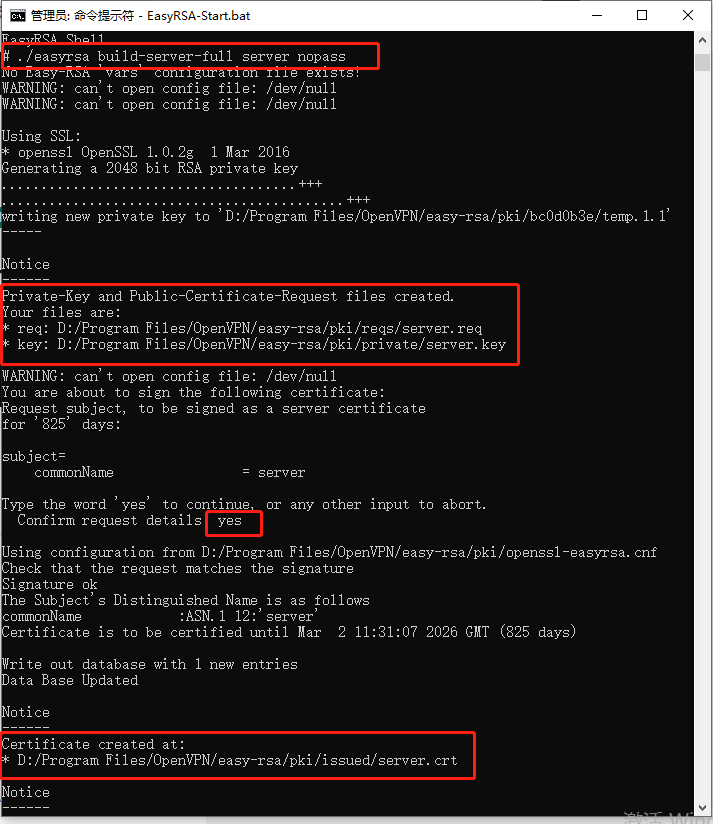 管理员: 命令提示符 - EasyRSA-Start.bat
EasyRSA Shell
# ./easyrsa build-server-full server nopass
No Easy-RSA 'vars' configuration file exists!
WARNING: can't open config file: /dev/null
WARNING: can't open config file: /dev/null
Using SSL:
* openssl OpenSSL 1.0.2g  1 Mar 2016
Generating a 2048 bit RSA private key
.....................................+++
...........................................+++
writing new private key to 'D:/Program Files/OpenVPN/easy-rsa/pki/bc0d0b3e/temp.1.1'
-----
Notice
------
Private-Key and Public-Certificate-Request files created.
Your files are:
* req: D:/Program Files/OpenVPN/easy-rsa/pki/reqs/server.req
* key: D:/Program Files/OpenVPN/easy-rsa/pki/private/server.key
WARNING: can't open config file: /dev/null
You are about to sign the following certificate:
Request subject, to be signed as a server certificate
for '825' days:
subject=
    commonName                = server
Type the word 'yes' to continue, or any other input to abort.
  Confirm request details: yes
Using configuration from D:/Program Files/OpenVPN/easy-rsa/pki/openssl-easyrsa.cnf
Check that the request matches the signature
Signature ok
The Subject's Distinguished Name is as follows
commonName            :ASN.1 12:'server'
Certificate is to be certified until Mar  2 11:31:07 2026 GMT (825 days)
Write out database with 1 new entries
Data Base Updated
Notice
------
Certificate created at:
* D:/Program Files/OpenVPN/easy-rsa/pki/issued/server.crt
Notice
------